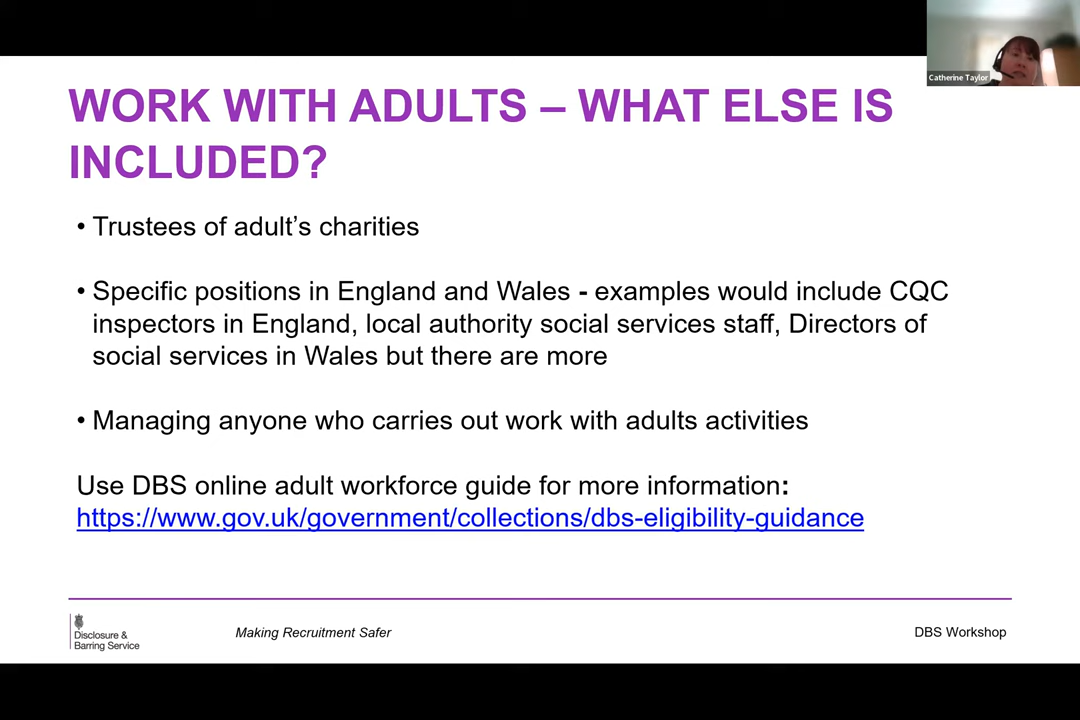 Catherine Taylor
WORK WITH ADULTS – WHAT ELSE IS
INCLUDED?
• Trustees of adult’s charities
• Specific positions in England and Wales - examples would include CQC
inspectors in England, local authority social services staff, Directors of
social services in Wales but there are more
• Managing anyone who carries out work with adults activities
Use DBS online adult workforce guide for more information:
https://www.gov.uk/government/collections/dbs-eligibility-guidance
Disclosure &
Barring Service
Making Recruitment Safer
DBS Workshop